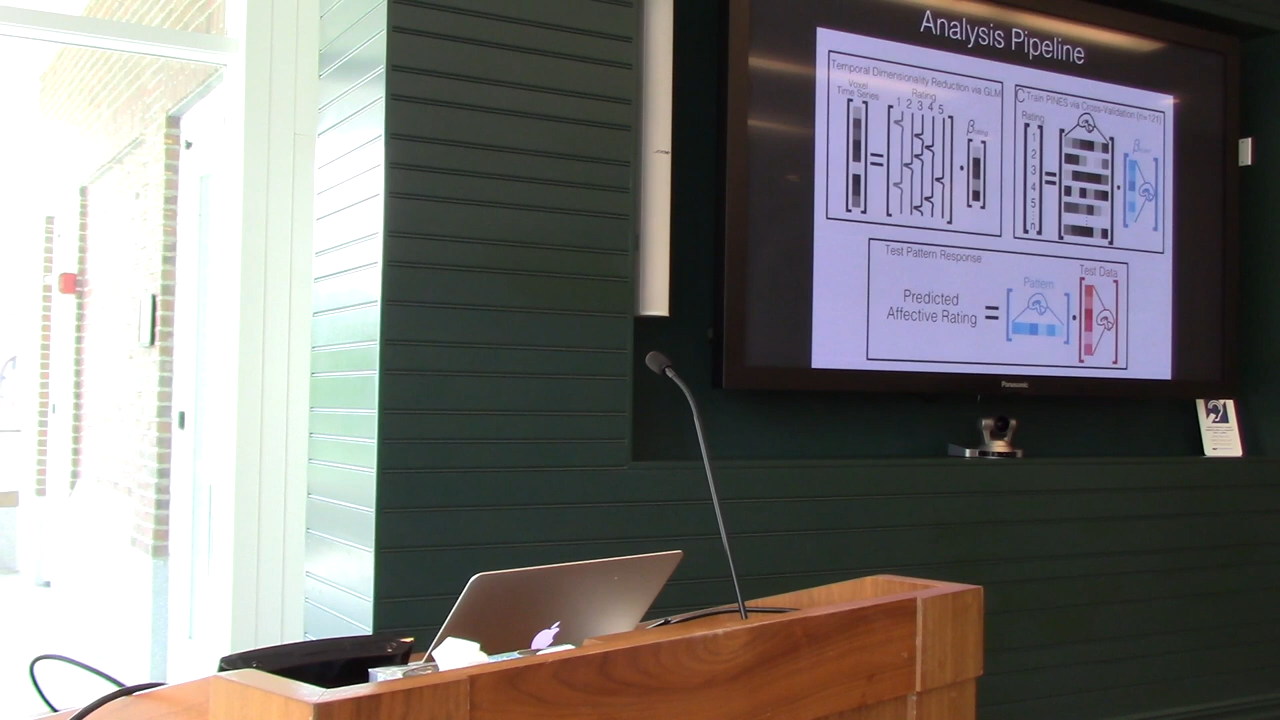 Analysis Pipeline
Temporal Dimensionality Reduction via GLM
Voxel
Time Series
Rating
1 2 3 4 5
βrating
=
C Train PINES via Cross-Validation (n=121)
Rating
1
2
3
4
5
n
=
Test Pattern Response
Predicted
Affective Rating
=
Pattern
Test Data
Panasonic